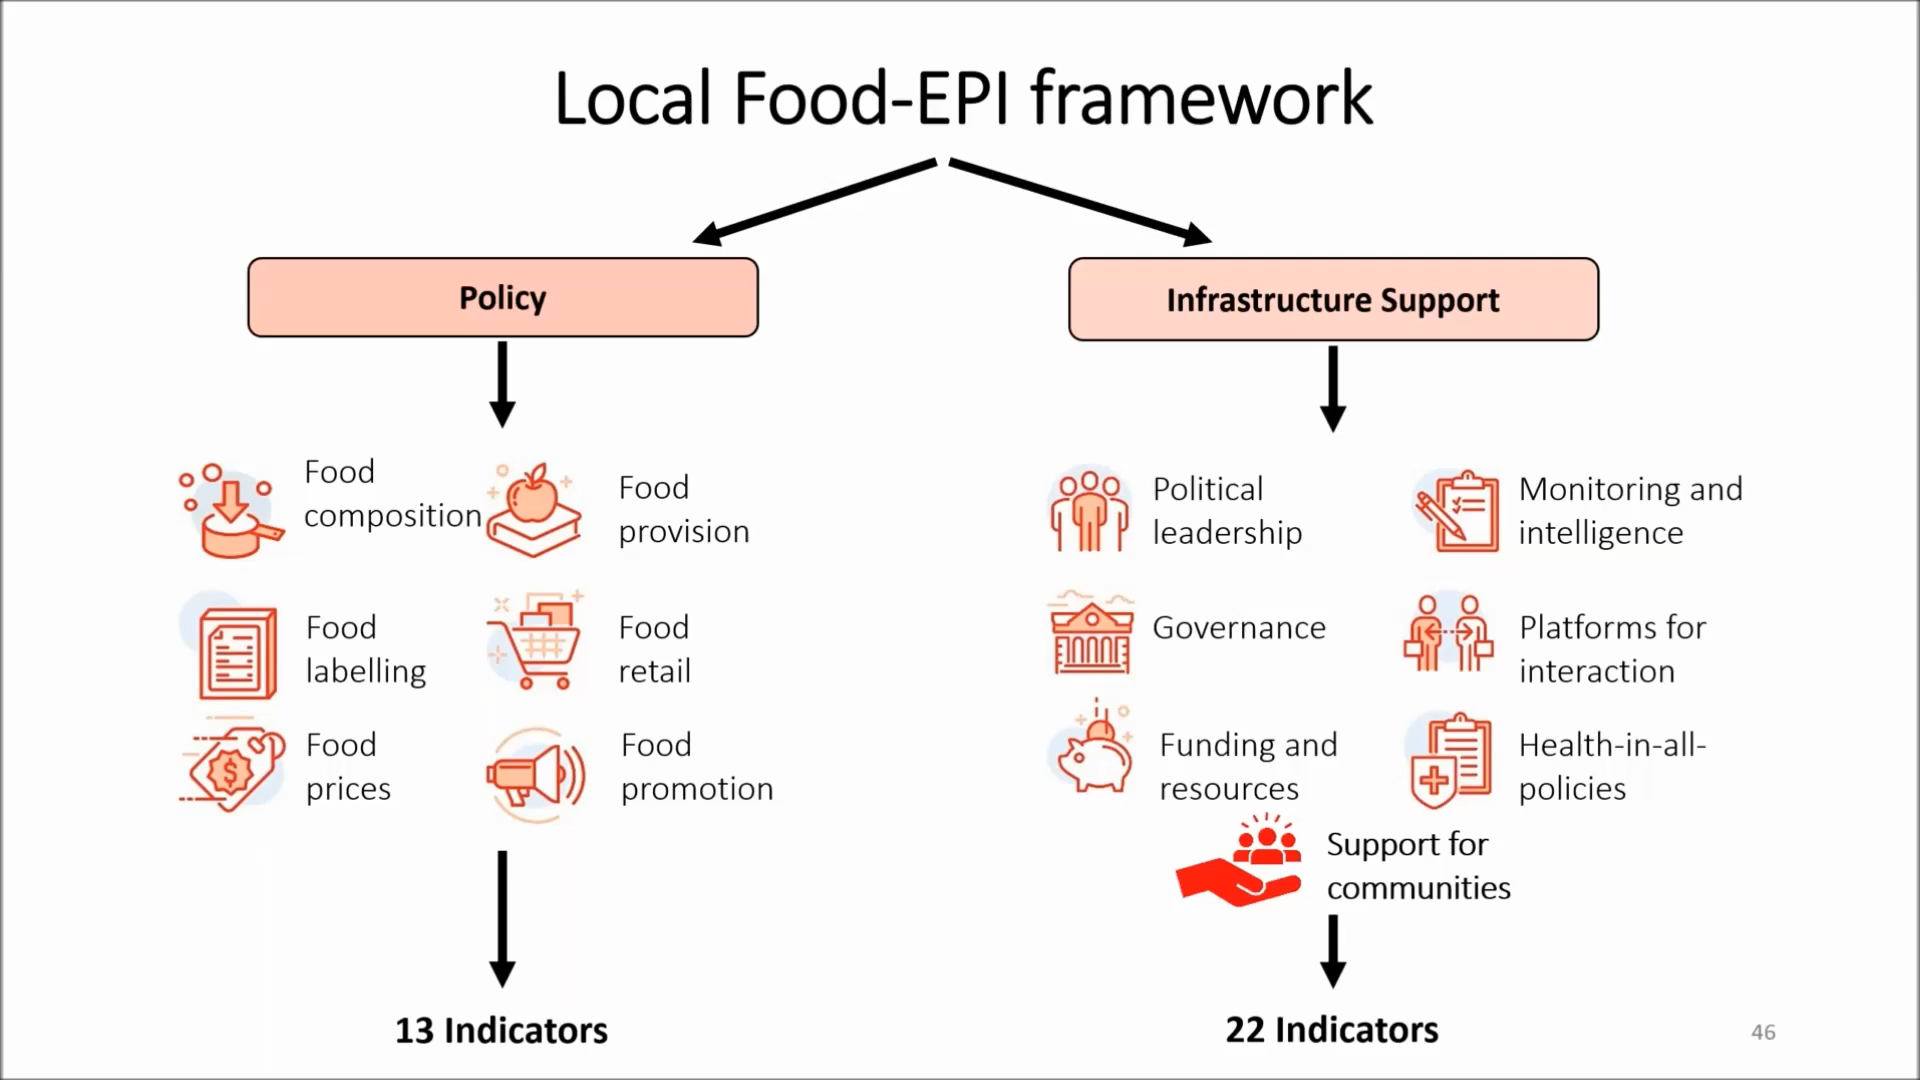 Local Food-EPI framework
Policy
Infrastructure Support
Food
composition
Food
provision
Food
labelling
Food
retail
Food
prices
Food
promotion
Political
leadership
Monitoring and
intelligence
Governance
Platforms for
interaction
Funding and
resources
Health-in-all-
policies
Support for
communities
13 Indicators
22 Indicators
46